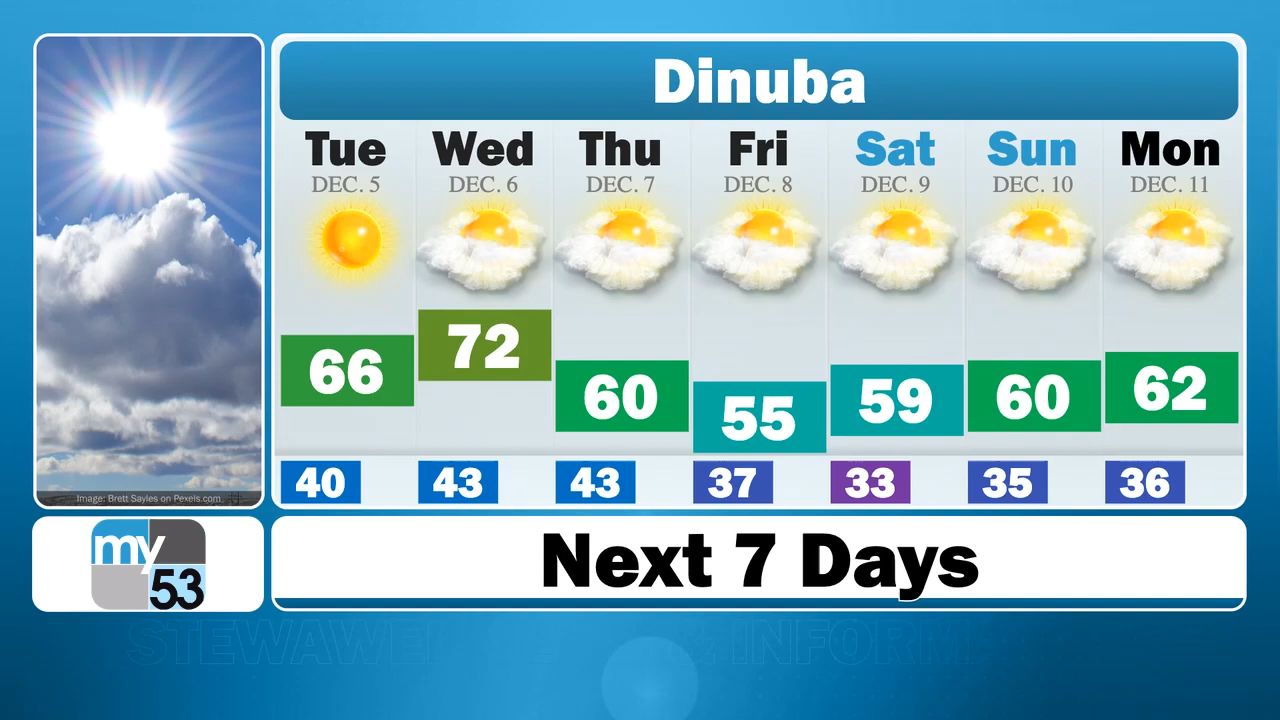 Dinuba
Tue Wed Thu Fri Sat Sun Mon
DEC. 5 DEC. 6 DEC. 7 DEC. 8 DEC. 9 DEC. 10 DEC. 11
66 72 60 55 59 60 62
40 43 43 37 33 35 36
Image: Brett Sayles on Pexels.com
my
53
Next 7 Days